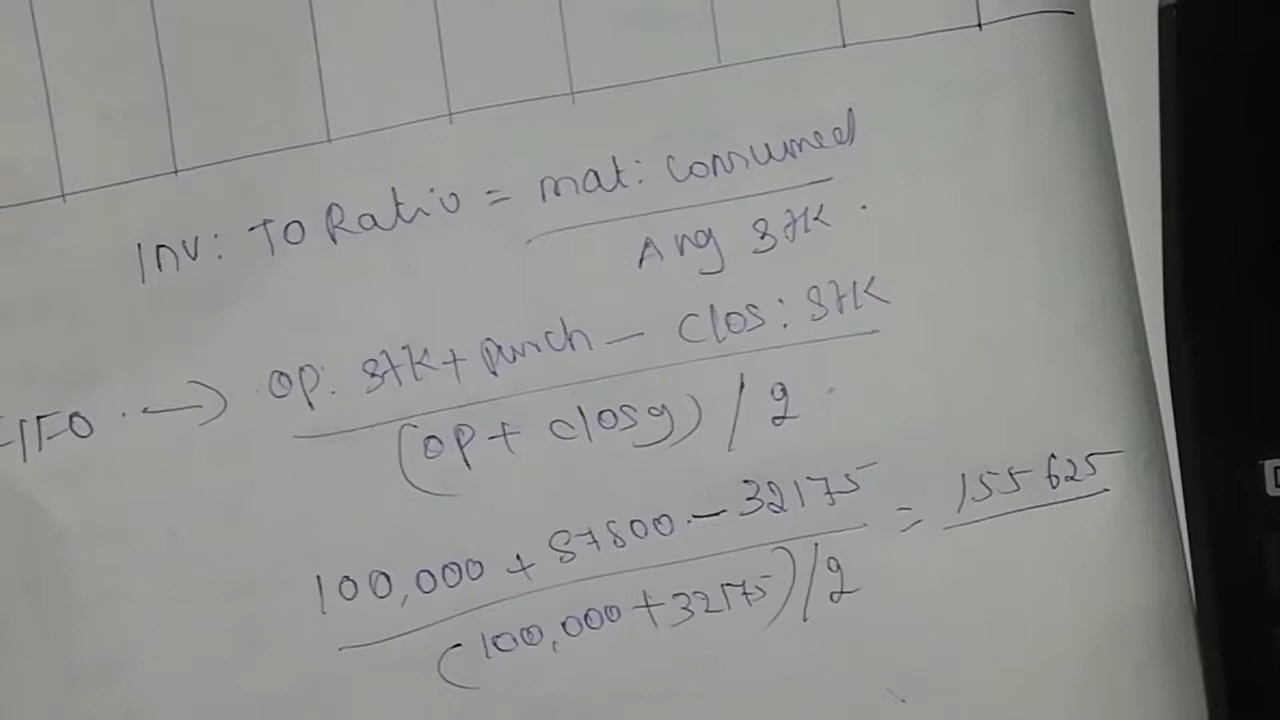 Inv: TO Ratio = mat: consumed
Avg Stk.
FIFO → op: Stk + purch - Clos: Stk
(op + closg) / 2
100,000 + 87800 - 32175 = 155625
(100,000 + 32175) / 2